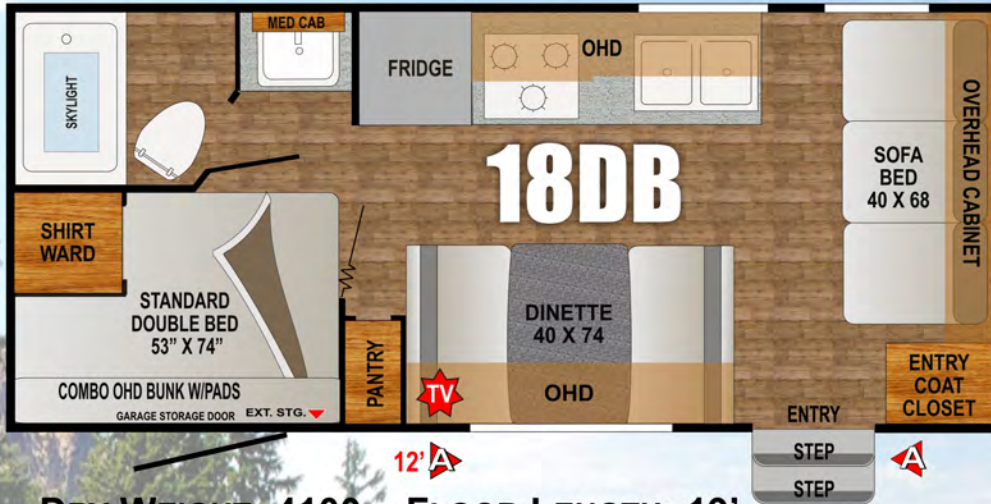 MED CAB
SKYLIGHT
FRIDGE
OHD
18DB
SOFA
BED
40 X 68
OVERHEAD CABINET
SHIRT
WARD
STANDARD
DOUBLE BED
53" X 74"
COMBO OHD BUNK W/PADS
GARAGE STORAGE DOOR
EXT. STG.
PANTRY
TV
DINETTE
40 X 74
OHD
ENTRY
COAT
CLOSET
ENTRY
STEP
STEP
12' A
A